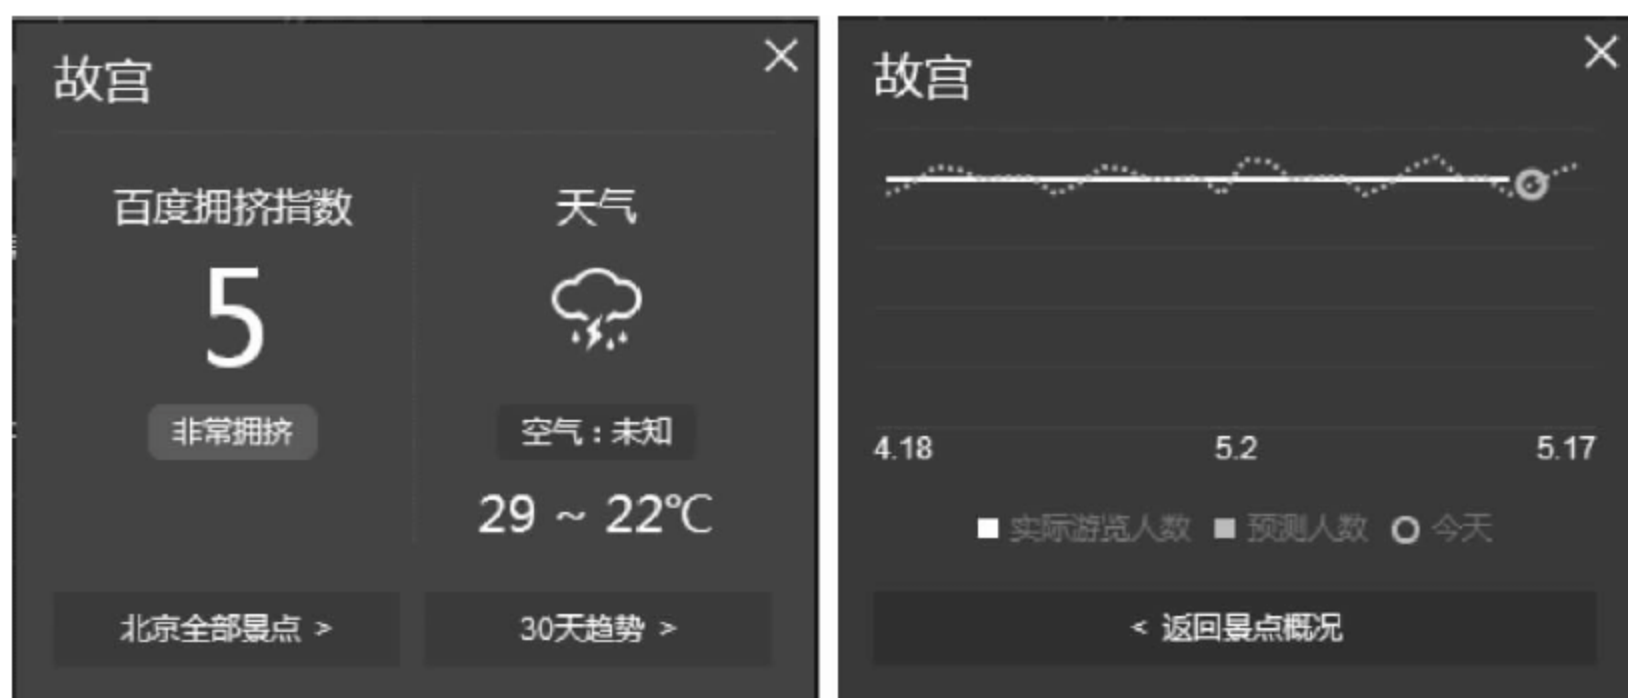 故宫
百度拥挤指数
5
非常拥挤
天气
空气：未知
29 ~ 22℃
北京全部景点 >
30天趋势 >
故宫
4.18 5.2 5.17
实际游览人数 预测人数 今天
< 返回景点概况